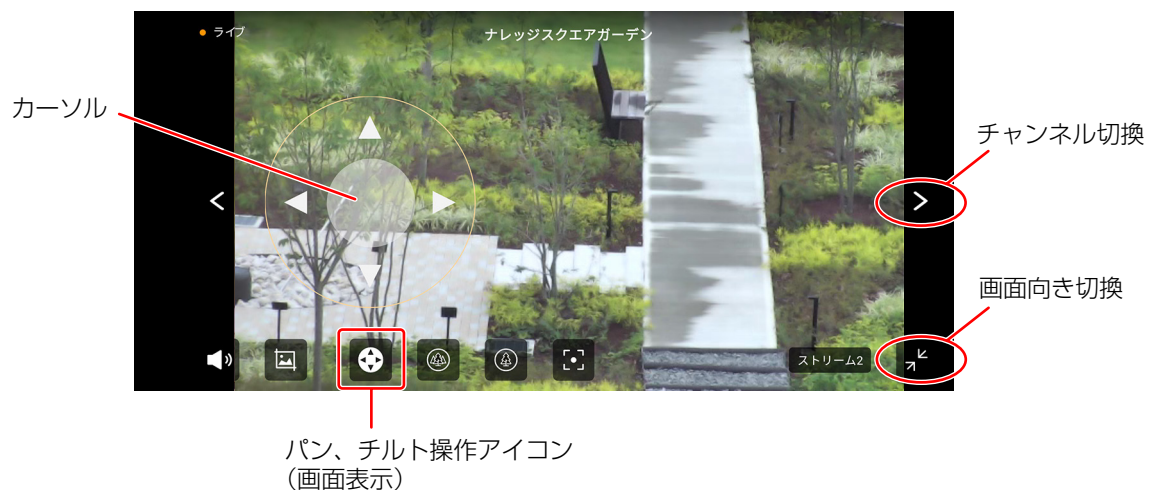 ライブ
ナレッジスクエアガーデン
カーソル
チャンネル切換
画面向き切換
ストリーム2
パン、チルト操作アイコン
(画面表示)